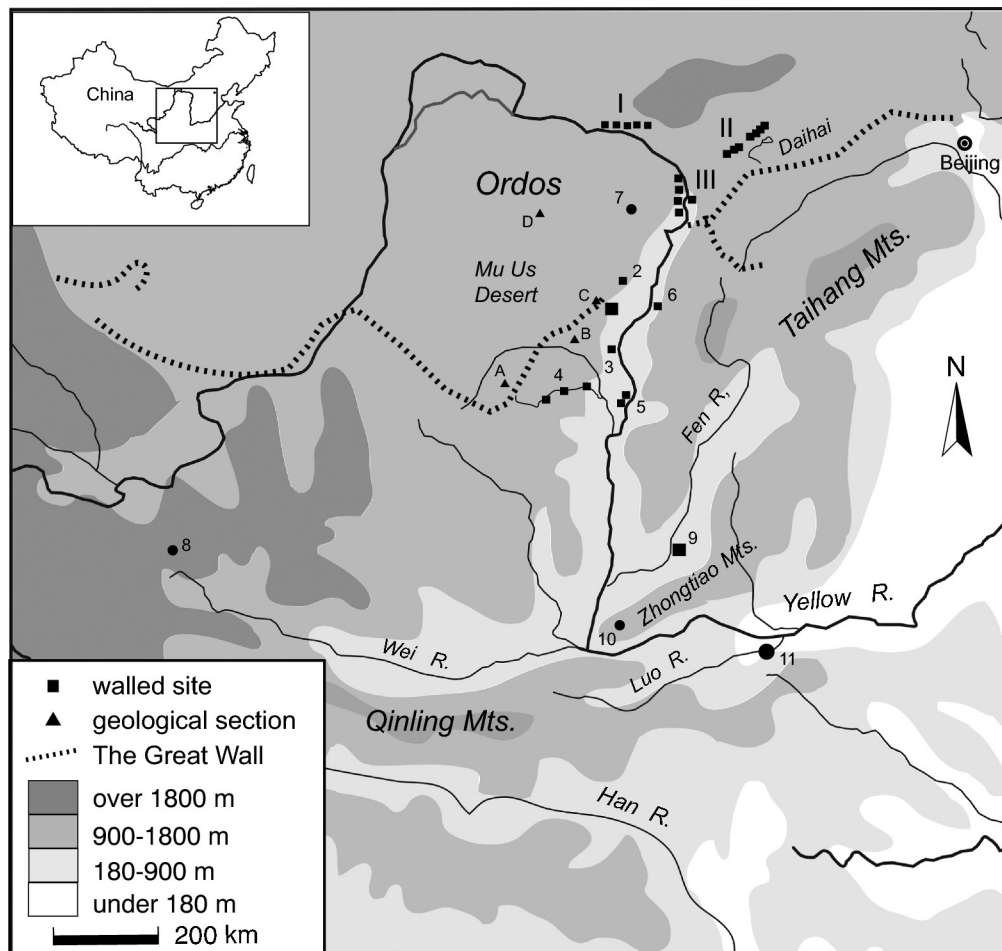 China
I
II
Daihai
Beijing
III
Ordos
7
D
Taihang Mts.
Mu Us
Desert
2
C
6
B
3
A
4
5
Fen R,
N
8
9
Zhongtiao Mts.
Yellow R.
10
Wei R.
Luo R.
11
Qinling Mts.
Han R.
walled site
geological section
The Great Wall
over 1800 m
900-1800 m
180-900 m
under 180 m
200 km